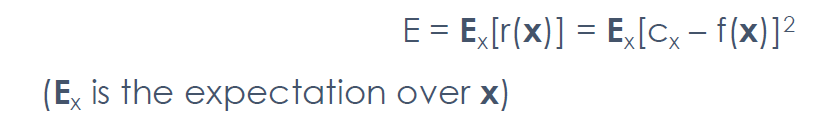 E = Eₓ[r(x)] = Eₓ[cₓ – f(x)]²
(Eₓ is the expectation over x)